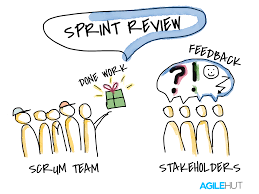 SPRINT REVIEW
FEEDBACK
DONE WORK
? !
SCRUM TEAM
STAKEHOLDERS
AGILEHUT